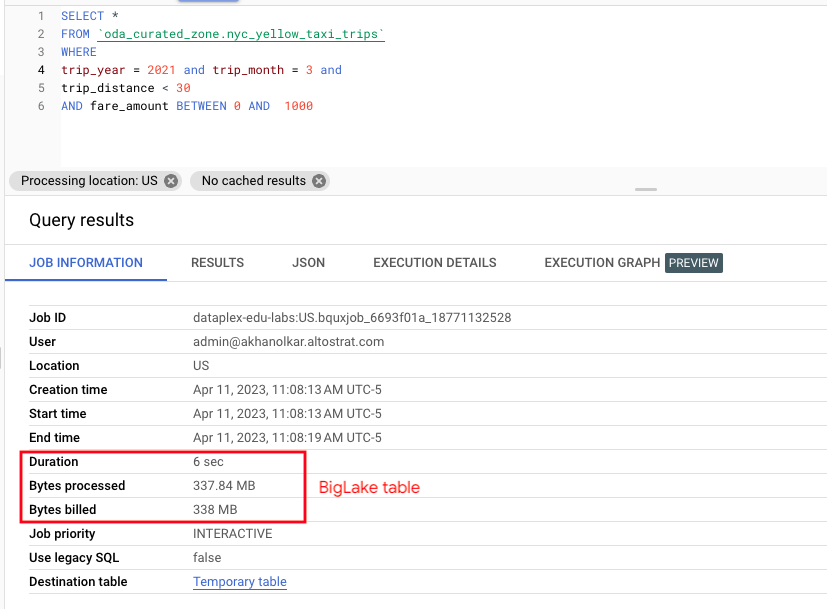 1 SELECT *
2 FROM `oda_curated_zone.nyc_yellow_taxi_trips`
3 WHERE
4 trip_year = 2021 and trip_month = 3 and
5 trip_distance < 30
6 AND fare_amount BETWEEN 0 AND 1000
Processing location: US No cached results
Query results
JOB INFORMATION RESULTS JSON EXECUTION DETAILS EXECUTION GRAPH PREVIEW
Job ID dataplex-edu-labs:US.bquxjob_6693f01a_18771132528
User admin@akhanolkar.altostrat.com
Location US
Creation time Apr 11, 2023, 11:08:13 AM UTC-5
Start time Apr 11, 2023, 11:08:13 AM UTC-5
End time Apr 11, 2023, 11:08:19 AM UTC-5
Duration 6 sec
Bytes processed 337.84 MB BigLake table
Bytes billed 338 MB
Job priority INTERACTIVE
Use legacy SQL false
Destination table Temporary table